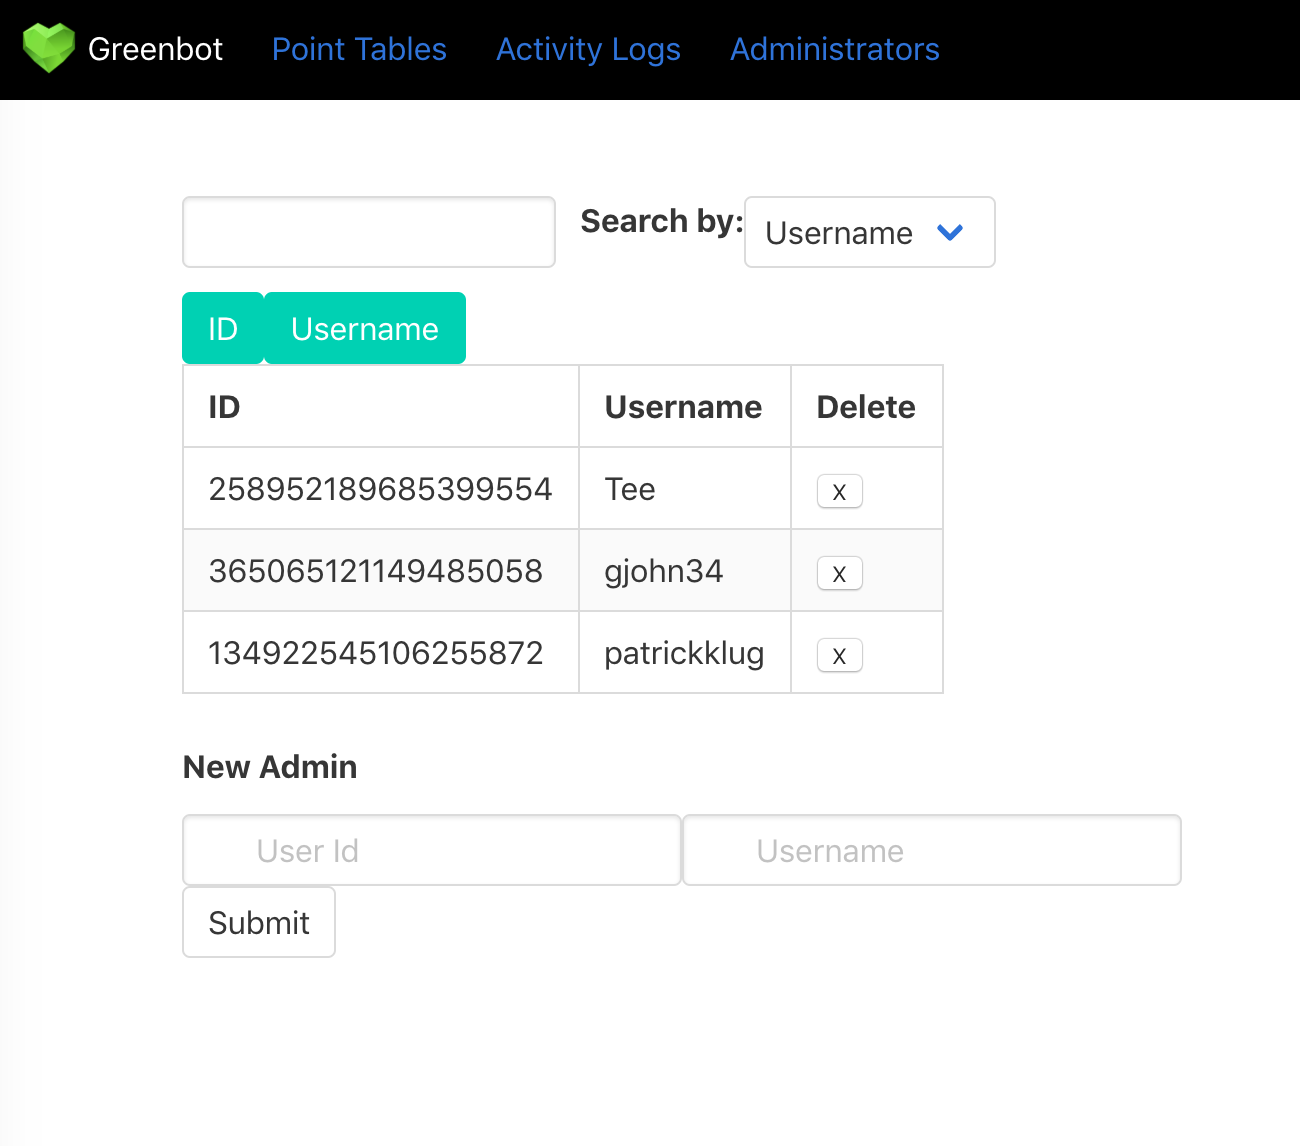 Greenbot Point Tables Activity Logs Administrators
Search by: Username
ID Username
ID Username Delete
258952189685399554 Tee X
365065121149485058 gjohn34 X
134922545106255872 patrickklug X
New Admin
User Id Username
Submit